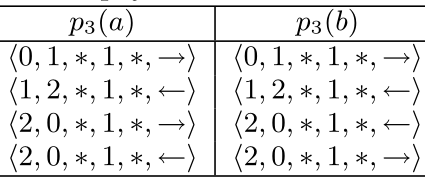 p₃(a) p₃(b)
⟨0, 1, ∗, 1, ∗, →⟩ ⟨0, 1, ∗, 1, ∗, →⟩
⟨1, 2, ∗, 1, ∗, ←⟩ ⟨1, 2, ∗, 1, ∗, ←⟩
⟨2, 0, ∗, 1, ∗, →⟩ ⟨2, 0, ∗, 1, ∗, ←⟩
⟨2, 0, ∗, 1, ∗, ←⟩ ⟨2, 0, ∗, 1, ∗, →⟩